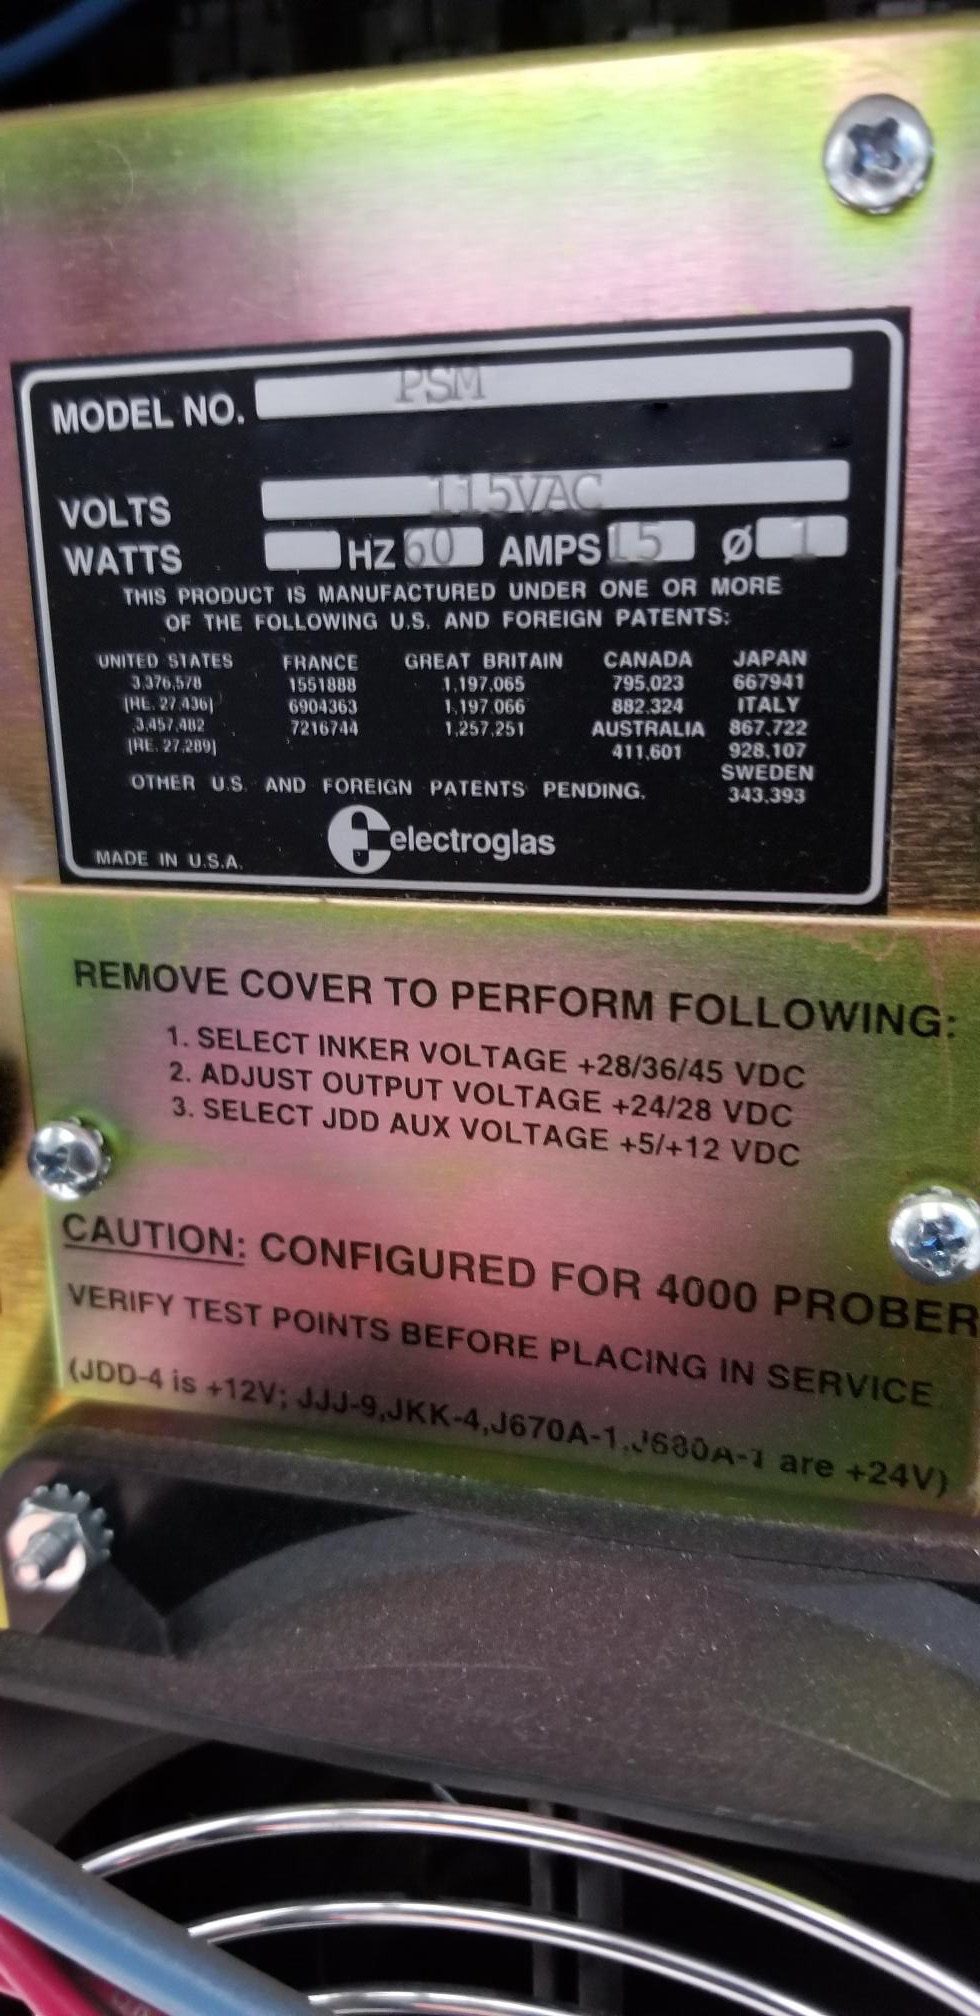 MODEL NO. PSM
VOLTS 115VAC
WATTS HZ 60 AMPS 15 Ø 1
THIS PRODUCT IS MANUFACTURED UNDER ONE OR MORE
OF THE FOLLOWING U.S. AND FOREIGN PATENTS:
UNITED STATES FRANCE GREAT BRITAIN CANADA JAPAN
3,376,578 1551888 1,197,065 795,023 667941
[RE. 27,436] 6904363 1,197,066 882,324 ITALY
3,457,482 7216744 1,257,251 AUSTRALIA 867,722
[RE. 27,289] 411,601 928,107
SWEDEN
OTHER U.S. AND FOREIGN PATENTS PENDING. 343,393
electroglas
MADE IN U.S.A.
REMOVE COVER TO PERFORM FOLLOWING:
1. SELECT INKER VOLTAGE +28/36/45 VDC
2. ADJUST OUTPUT VOLTAGE +24/28 VDC
3. SELECT JDD AUX VOLTAGE +5/+12 VDC
CAUTION: CONFIGURED FOR 4000 PROBER
VERIFY TEST POINTS BEFORE PLACING IN SERVICE
(JDD-4 is +12V; JJJ-9,JKK-4,J670A-1,J680A-1 are +24V)